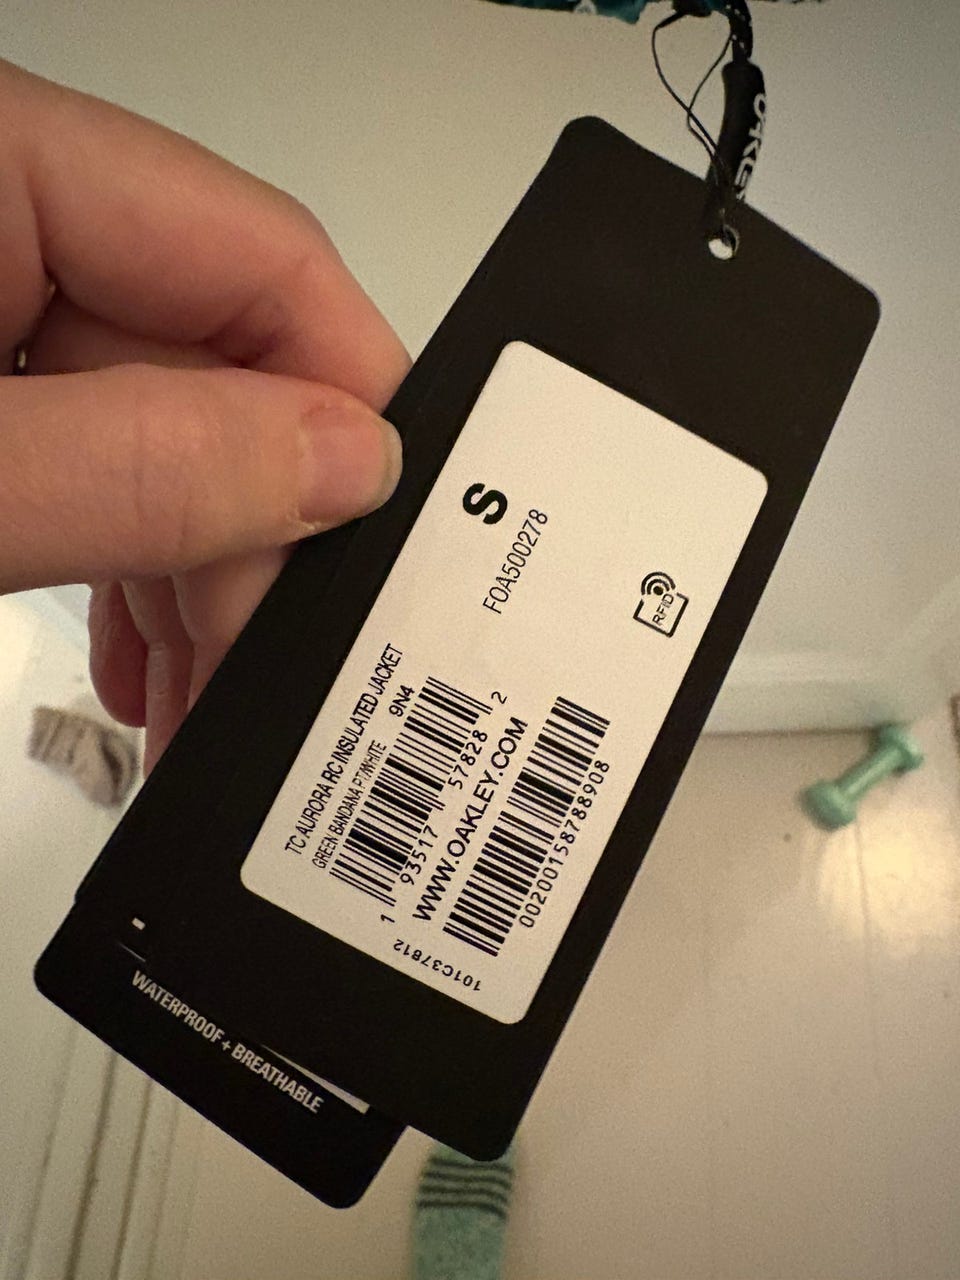 OAKLEY
S
FOA500278
RFID
TC AURORA RC INSULATED JACKET
GREEN BANDANA PT/WHITE 9N4
1 93517 57828 2
WWW.OAKLEY.COM
00200158788908
101C37812
WATERPROOF + BREATHABLE